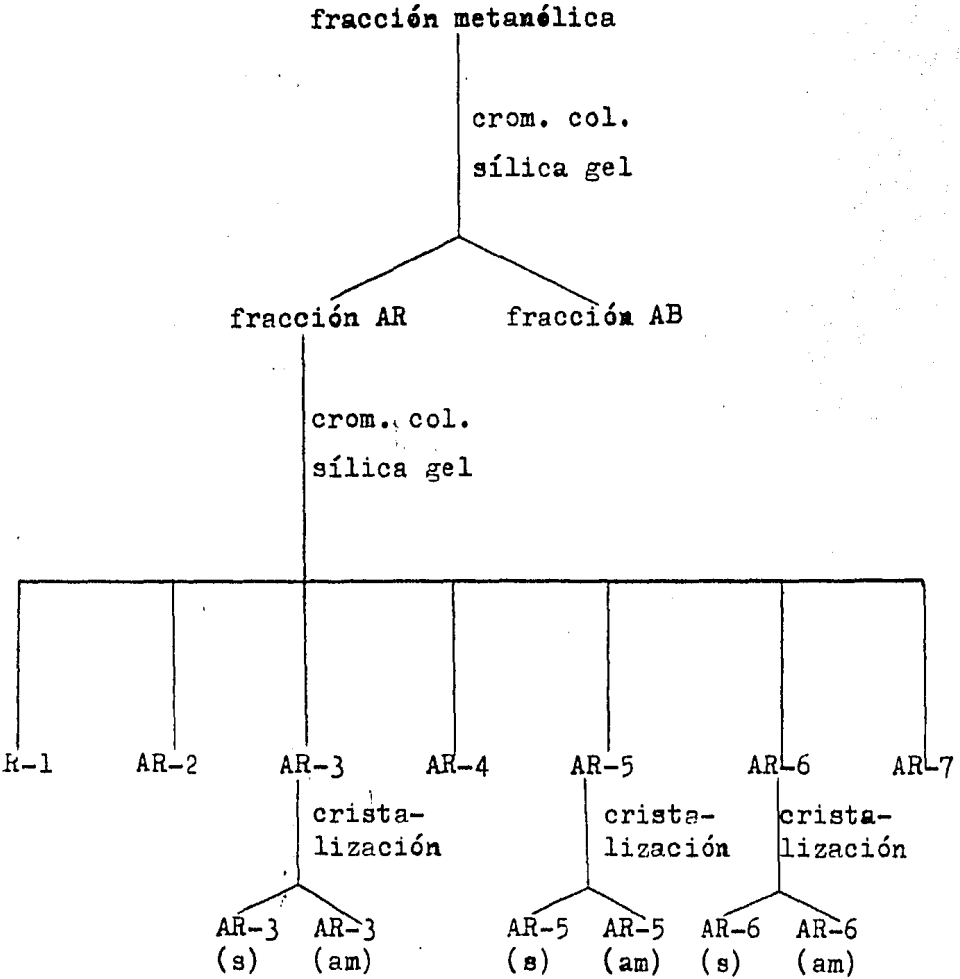 fracción metanólica
crom. col.
sílica gel
fracción AR
fracción AB
crom. col.
sílica gel
R-1
AR-2
AR-3
AR-4
AR-5
AR-6
AR-7
crista-
lización
crista-
lización
crista-
lización
AR-3
(s)
AR-3
(am)
AR-5
(s)
AR-5
(am)
AR-6
(s)
AR-6
(am)